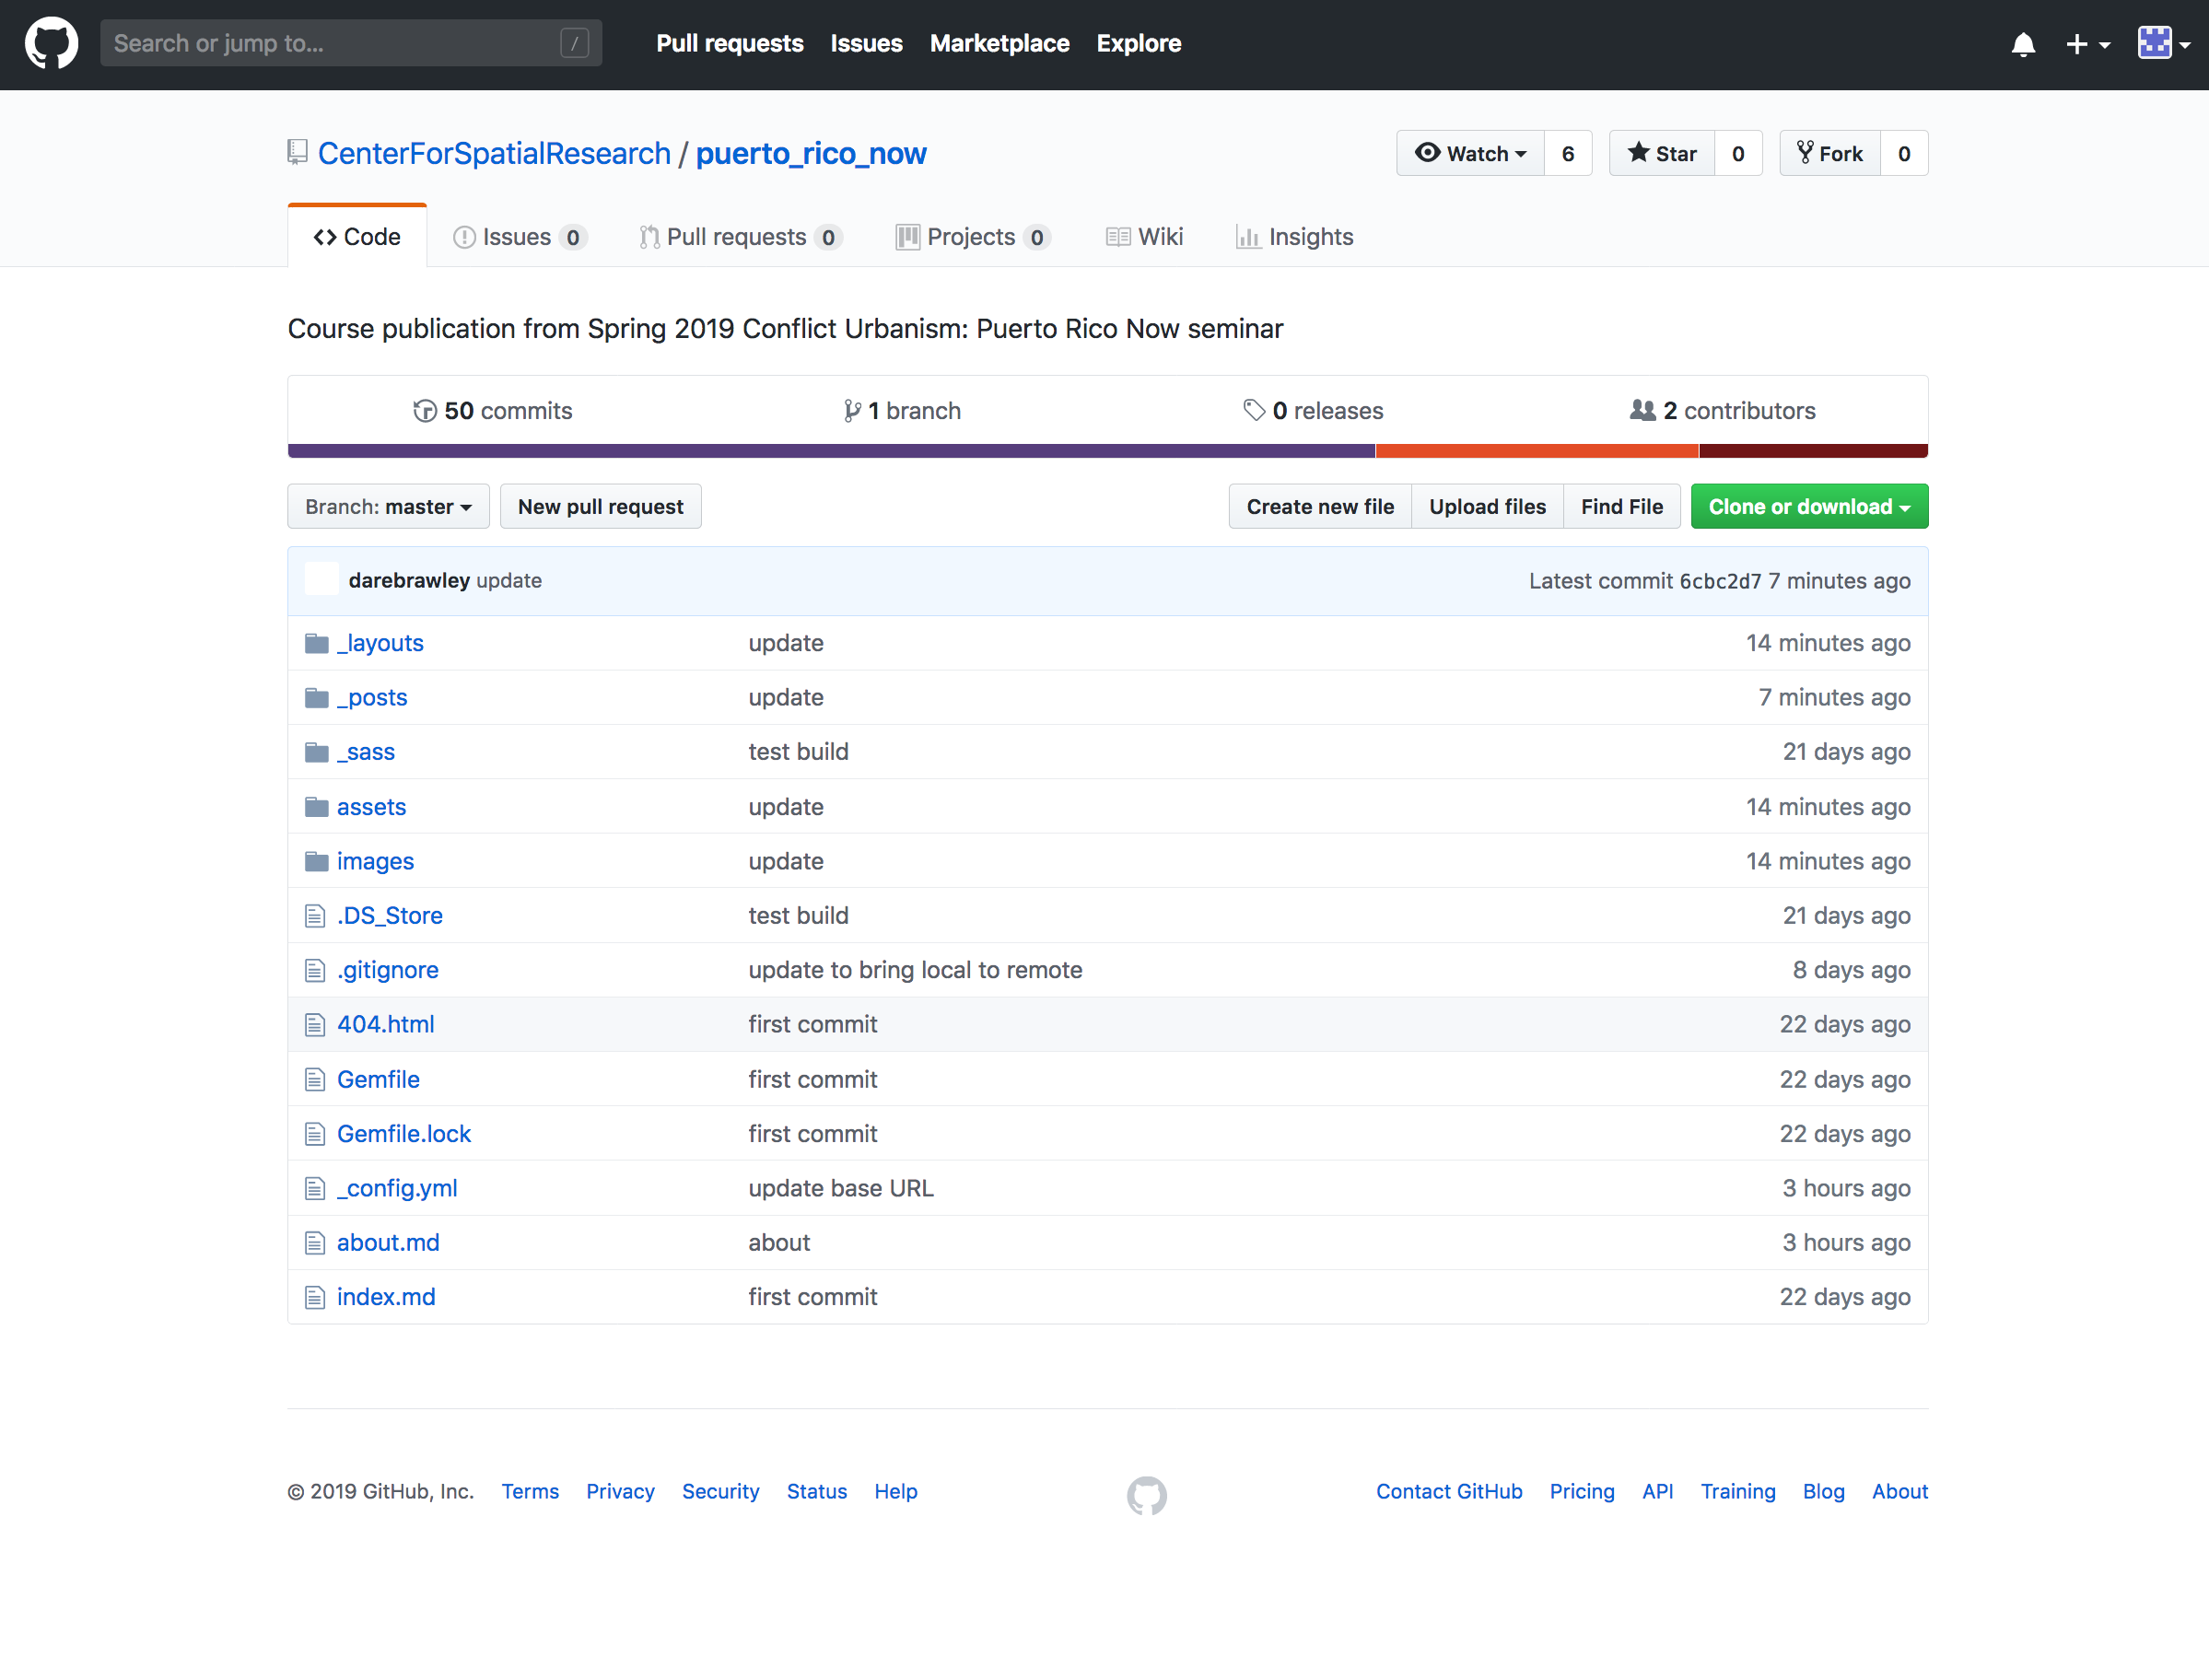 Search or jump to... /
Pull requests Issues Marketplace Explore
CenterForSpatialResearch / puerto_rico_now
Watch 6 Star 0 Fork 0
Code Issues 0 Pull requests 0 Projects 0 Wiki Insights
Course publication from Spring 2019 Conflict Urbanism: Puerto Rico Now seminar
50 commits 1 branch 0 releases 2 contributors
Branch: master New pull request Create new file Upload files Find File Clone or download
darebrawley update Latest commit 6cbc2d7 7 minutes ago
_layouts update 14 minutes ago
_posts update 7 minutes ago
_sass test build 21 days ago
assets update 14 minutes ago
images update 14 minutes ago
.DS_Store test build 21 days ago
.gitignore update to bring local to remote 8 days ago
404.html first commit 22 days ago
Gemfile first commit 22 days ago
Gemfile.lock first commit 22 days ago
_config.yml update base URL 3 hours ago
about.md about 3 hours ago
index.md first commit 22 days ago
© 2019 GitHub, Inc. Terms Privacy Security Status Help Contact GitHub Pricing API Training Blog About